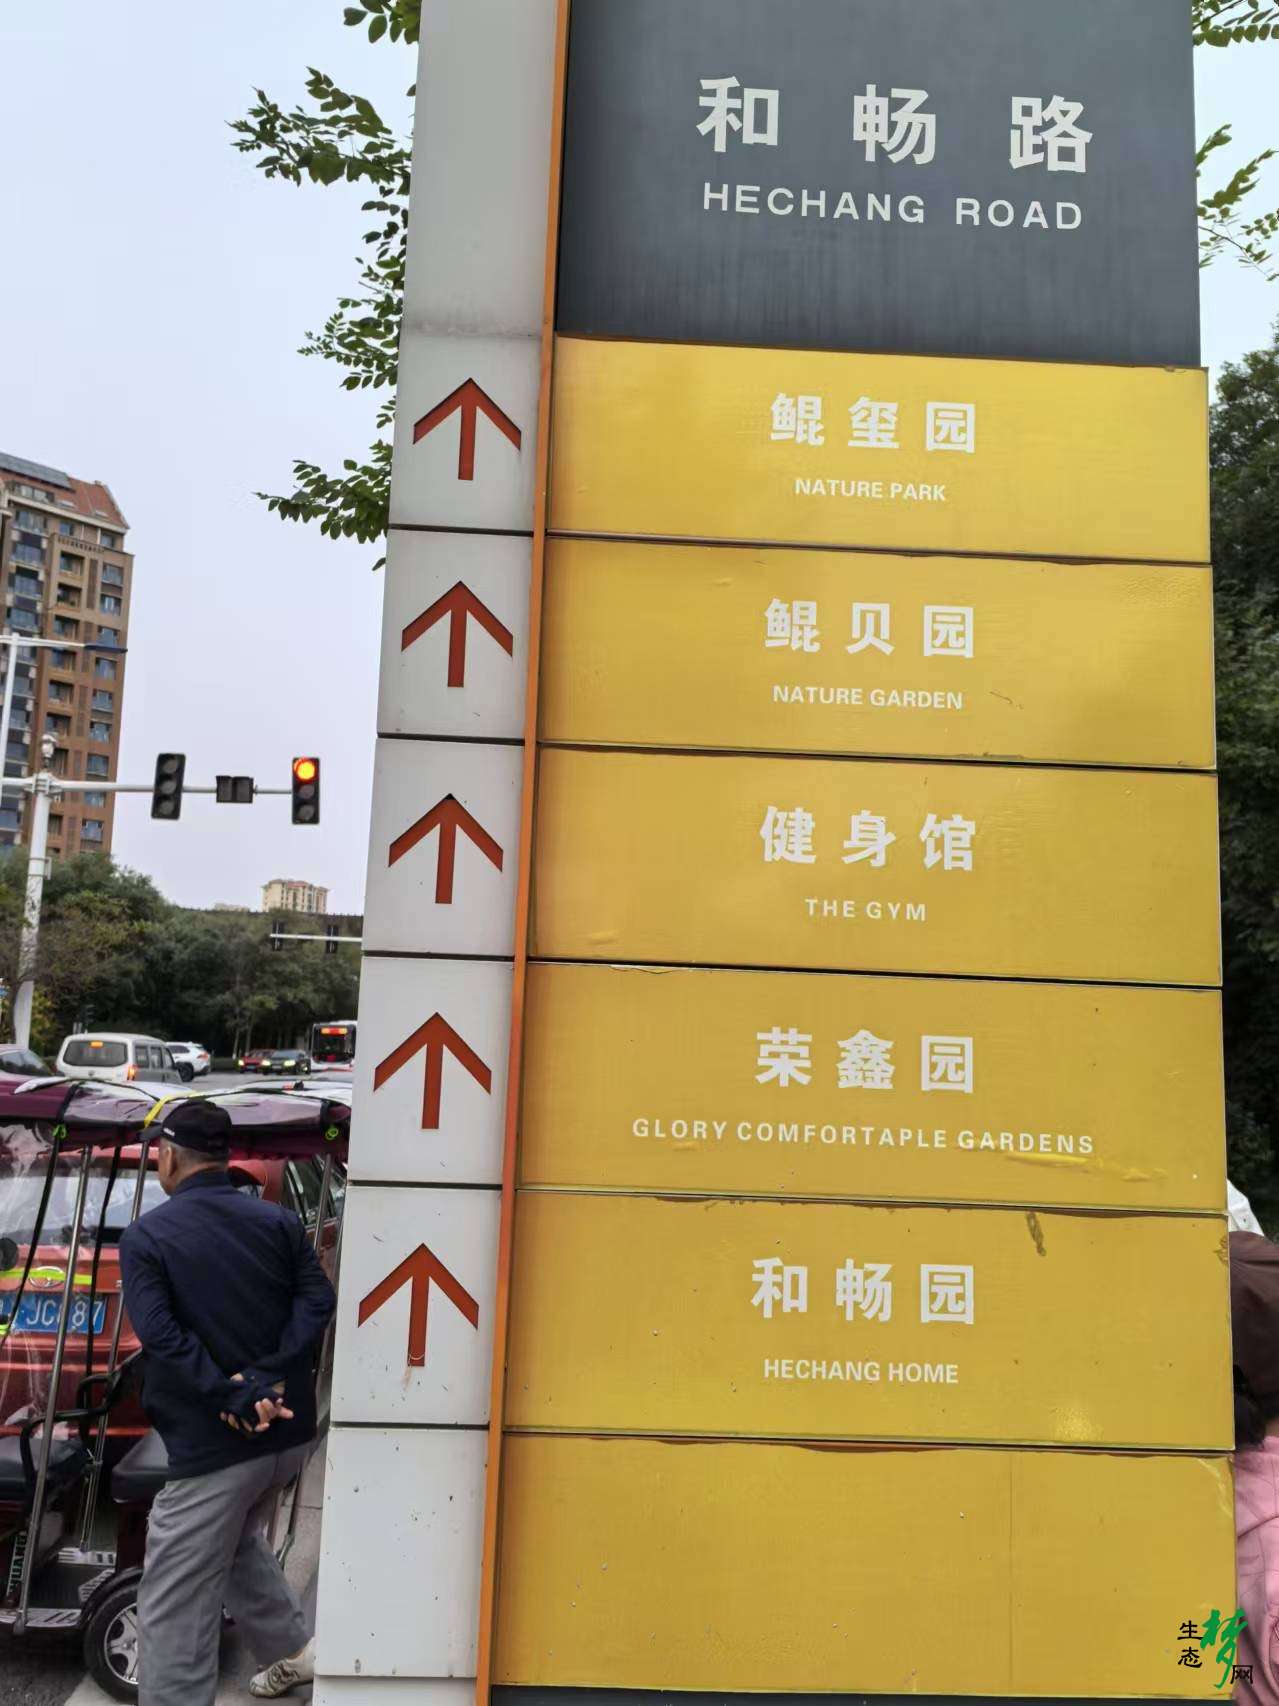 和畅路
HECHANG ROAD
鲲玺园
NATURE PARK
鲲贝园
NATURE GARDEN
健身馆
THE GYM
荣鑫园
GLORY COMFORTAPLE GARDENS
和畅园
HECHANG HOME
生态梦网